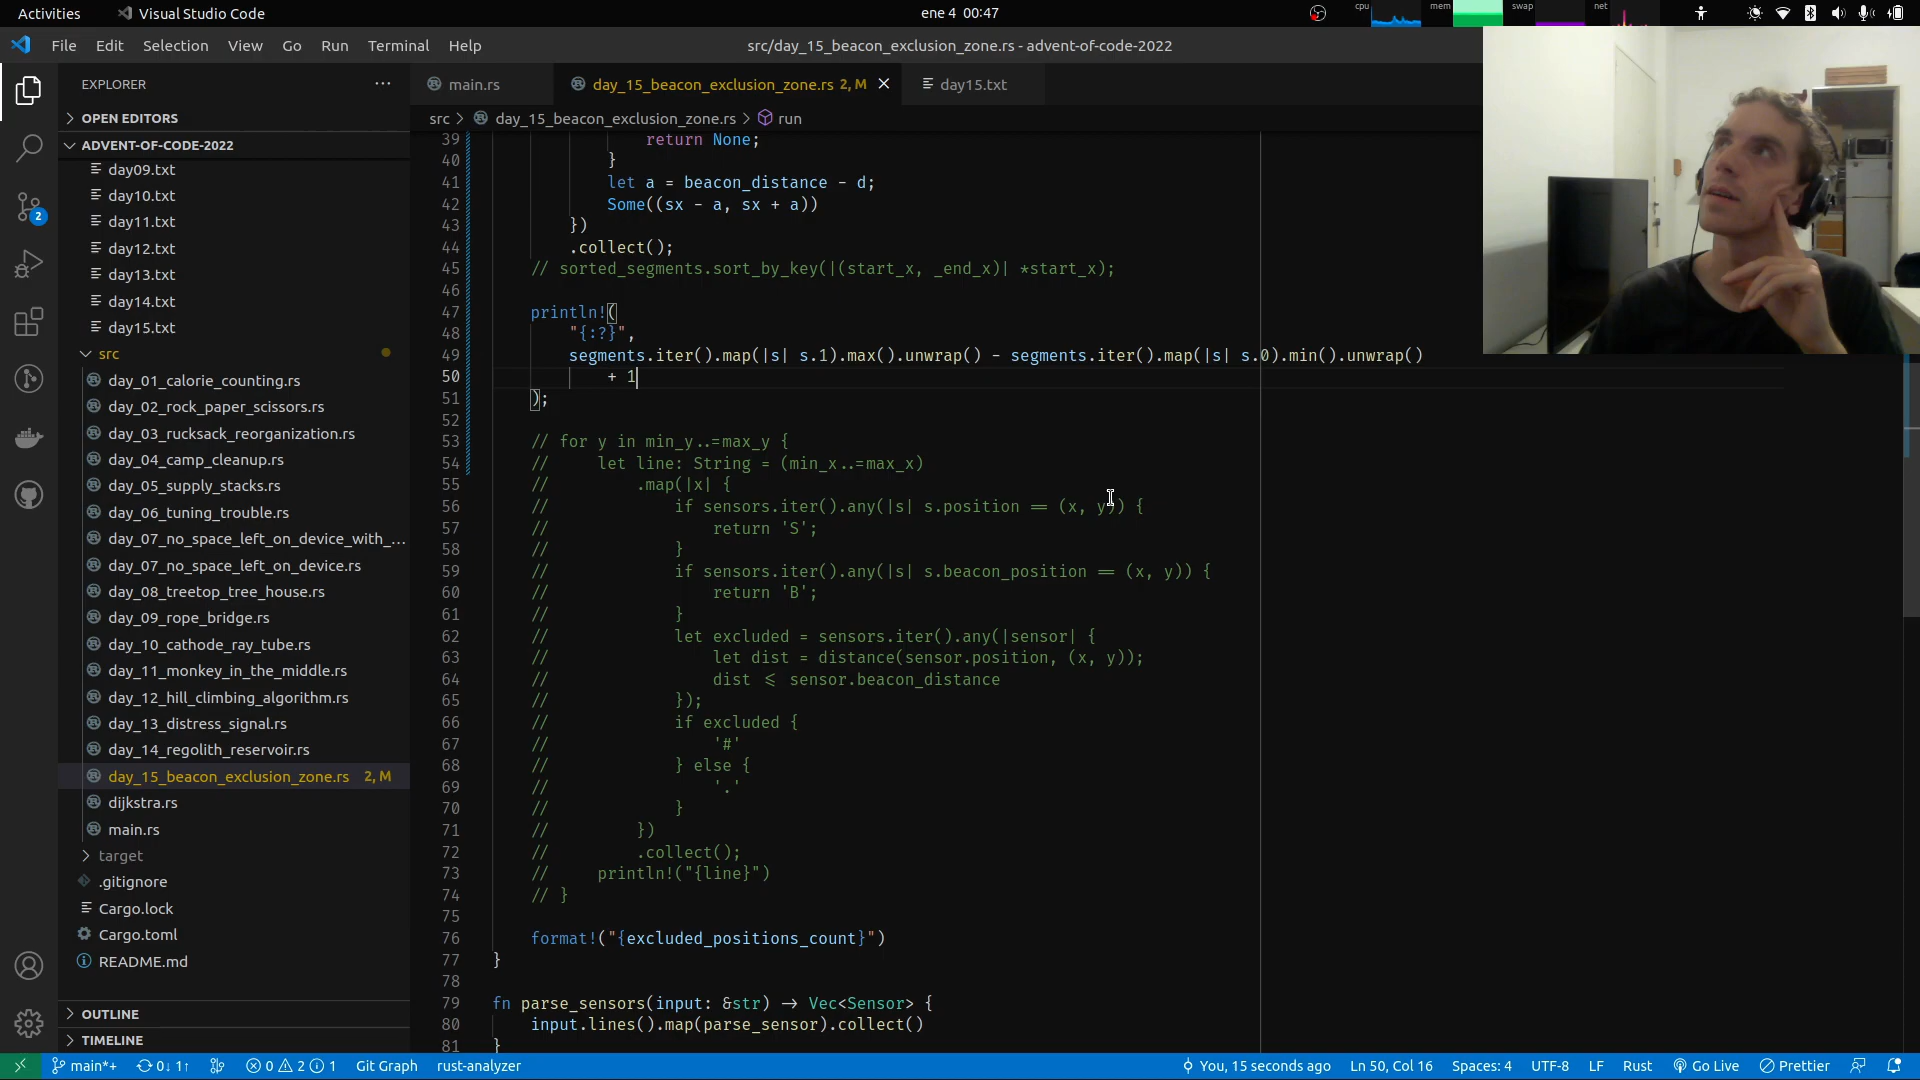 Activities
Visual Studio Code
ene 4 00:47
cpu
mem
swap
net
File Edit Selection View Go Run Terminal Help
src/day_15_beacon_exclusion_zone.rs - advent-of-code-2022
EXPLORER
OPEN EDITORS
ADVENT-OF-CODE-2022
day09.txt
day10.txt
day11.txt
day12.txt
day13.txt
day14.txt
day15.txt
src
day_01_calorie_counting.rs
day_02_rock_paper_scissors.rs
day_03_rucksack_reorganization.rs
day_04_camp_cleanup.rs
day_05_supply_stacks.rs
day_06_tuning_trouble.rs
day_07_no_space_left_on_device_with_...
day_07_no_space_left_on_device.rs
day_08_treetop_tree_house.rs
day_09_rope_bridge.rs
day_10_cathode_ray_tube.rs
day_11_monkey_in_the_middle.rs
day_12_hill_climbing_algorithm.rs
day_13_distress_signal.rs
day_14_regolith_reservoir.rs
day_15_beacon_exclusion_zone.rs 2, M
dijkstra.rs
main.rs
target
.gitignore
Cargo.lock
Cargo.toml
README.md
OUTLINE
TIMELINE
2
main.rs
day_15_beacon_exclusion_zone.rs 2, M
day15.txt
src > day_15_beacon_exclusion_zone.rs > run
39 return None;
40 }
41 let a = beacon_distance - d;
42 Some((sx - a, sx + a))
43 })
44 .collect();
45 // sorted_segments.sort_by_key(|(start_x, _end_x)| *start_x);
46
47 println!(
48 "{:?}",
49 segments.iter().map(|s| s.1).max().unwrap() - segments.iter().map(|s| s.0).min().unwrap()
50 + 1
51 );
52
53 // for y in min_y..=max_y {
54 // let line: String = (min_x..=max_x)
55 // .map(|x| {
56 // if sensors.iter().any(|s| s.position == (x, y)) {
57 // return 'S';
58 // }
59 // if sensors.iter().any(|s| s.beacon_position == (x, y)) {
60 // return 'B';
61 // }
62 // let excluded = sensors.iter().any(|sensor| {
63 // let dist = distance(sensor.position, (x, y));
64 // dist <= sensor.beacon_distance
65 // });
66 // if excluded {
67 // '#'
68 // } else {
69 // '.'
70 // }
71 // })
72 // .collect();
73 // println!("{line}")
74 // }
75
76 format!("{excluded_positions_count}")
77 }
78
79 fn parse_sensors(input: &str) -> Vec<Sensor> {
80 input.lines().map(parse_sensor).collect()
81 }
main*+ 0↓ 1↑ 0 2 1 Git Graph rust-analyzer
You, 15 seconds ago Ln 50, Col 16 Spaces: 4 UTF-8 LF Rust Go Live Prettier